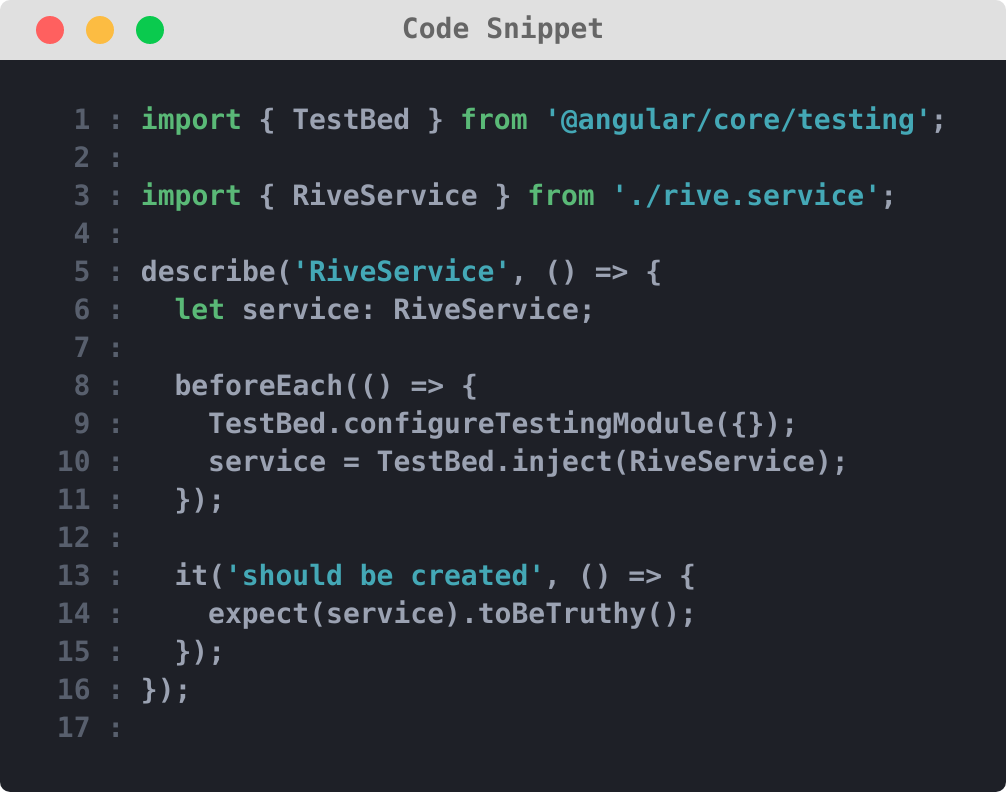 Code Snippet
1 : import { TestBed } from '@angular/core/testing';
2 :
3 : import { RiveService } from './rive.service';
4 :
5 : describe('RiveService', () => {
6 :   let service: RiveService;
7 :
8 :   beforeEach(() => {
9 :     TestBed.configureTestingModule({});
10 :     service = TestBed.inject(RiveService);
11 :   });
12 :
13 :   it('should be created', () => {
14 :     expect(service).toBeTruthy();
15 :   });
16 : });
17 :